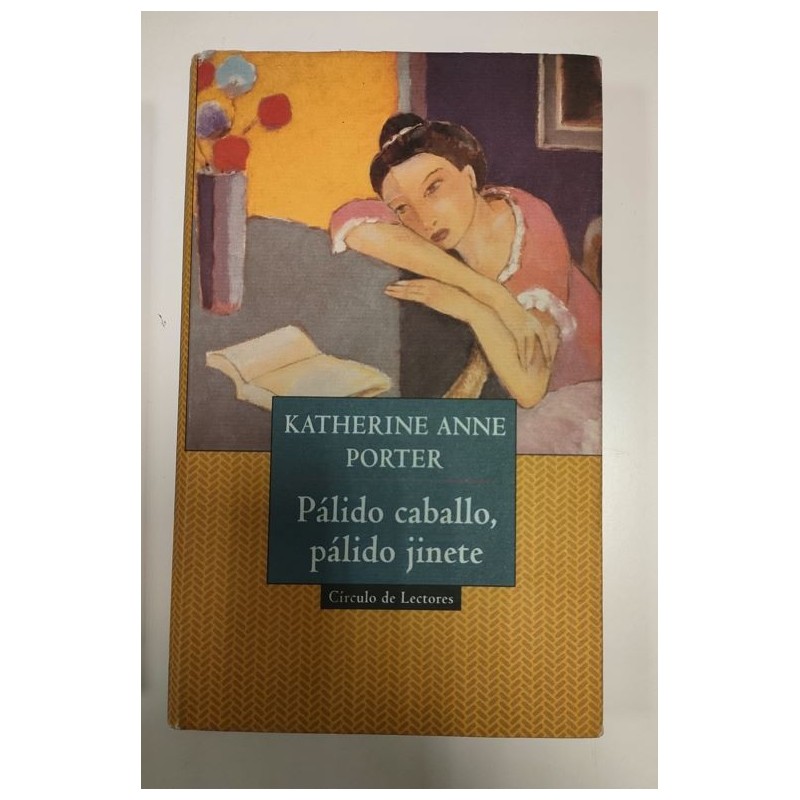 KATHERINE ANNE
PORTER
Pálido caballo,
pálido jinete
Círculo de Lectores